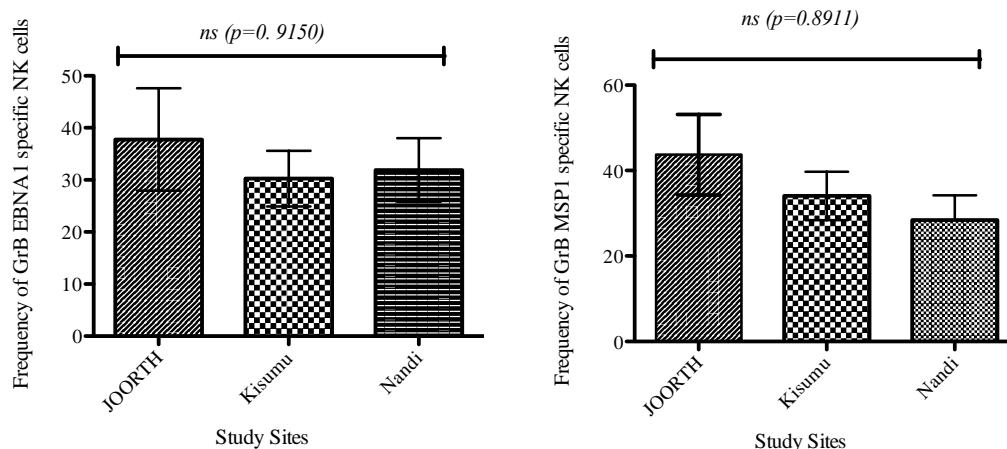 ns (p=0. 9150)
Frequency of GrB EBNA1 specific NK cells
50
40
30
20
10
0
JOORTH
Kisumu
Nandi
Study Sites
ns (p=0.8911)
Frequency of GrB MSP1 specific NK cells
60
40
20
0
JOORTH
Kisumu
Nandi
Study Sites